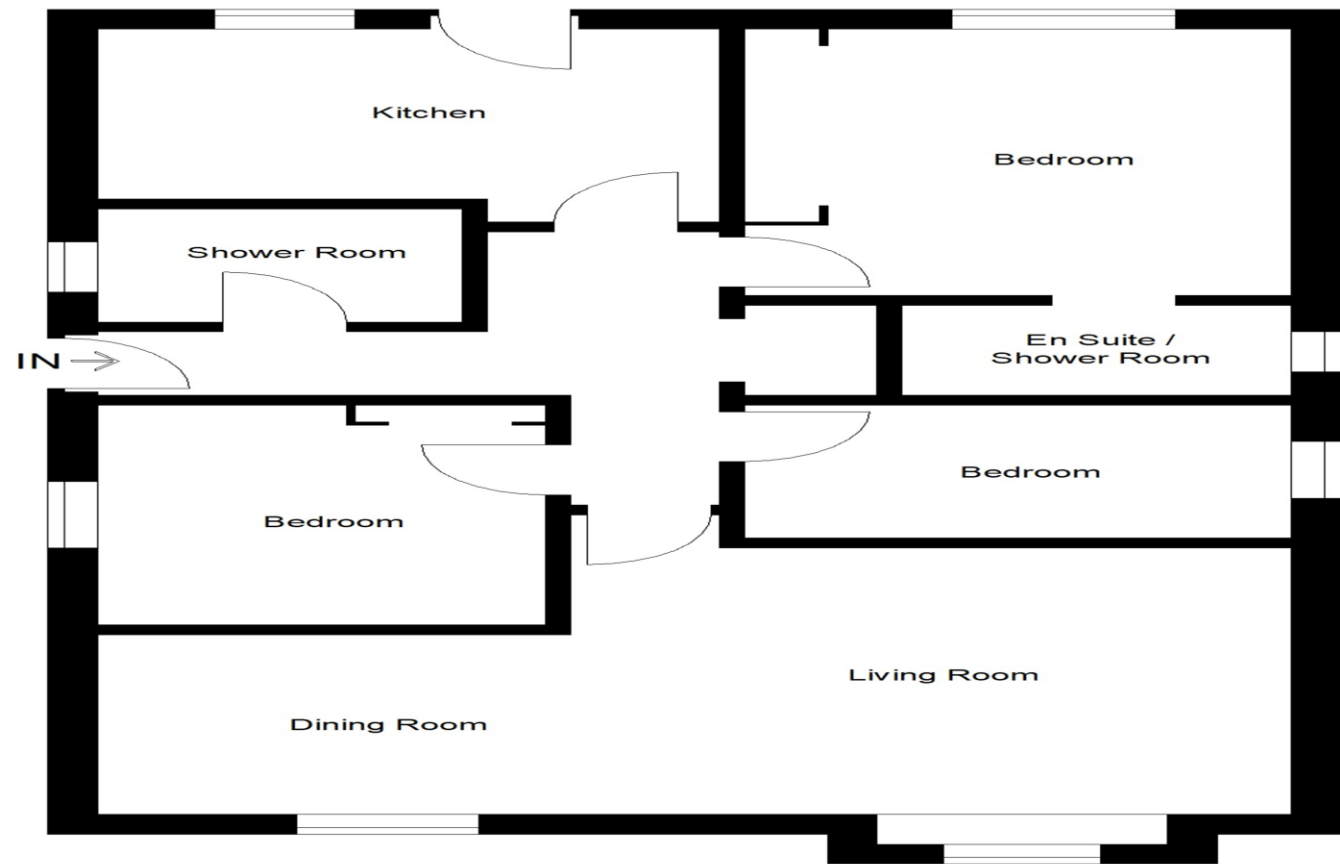 Kitchen
Bedroom
Shower Room
IN
En Suite /
Shower Room
Bedroom
Bedroom
Living Room
Dining Room